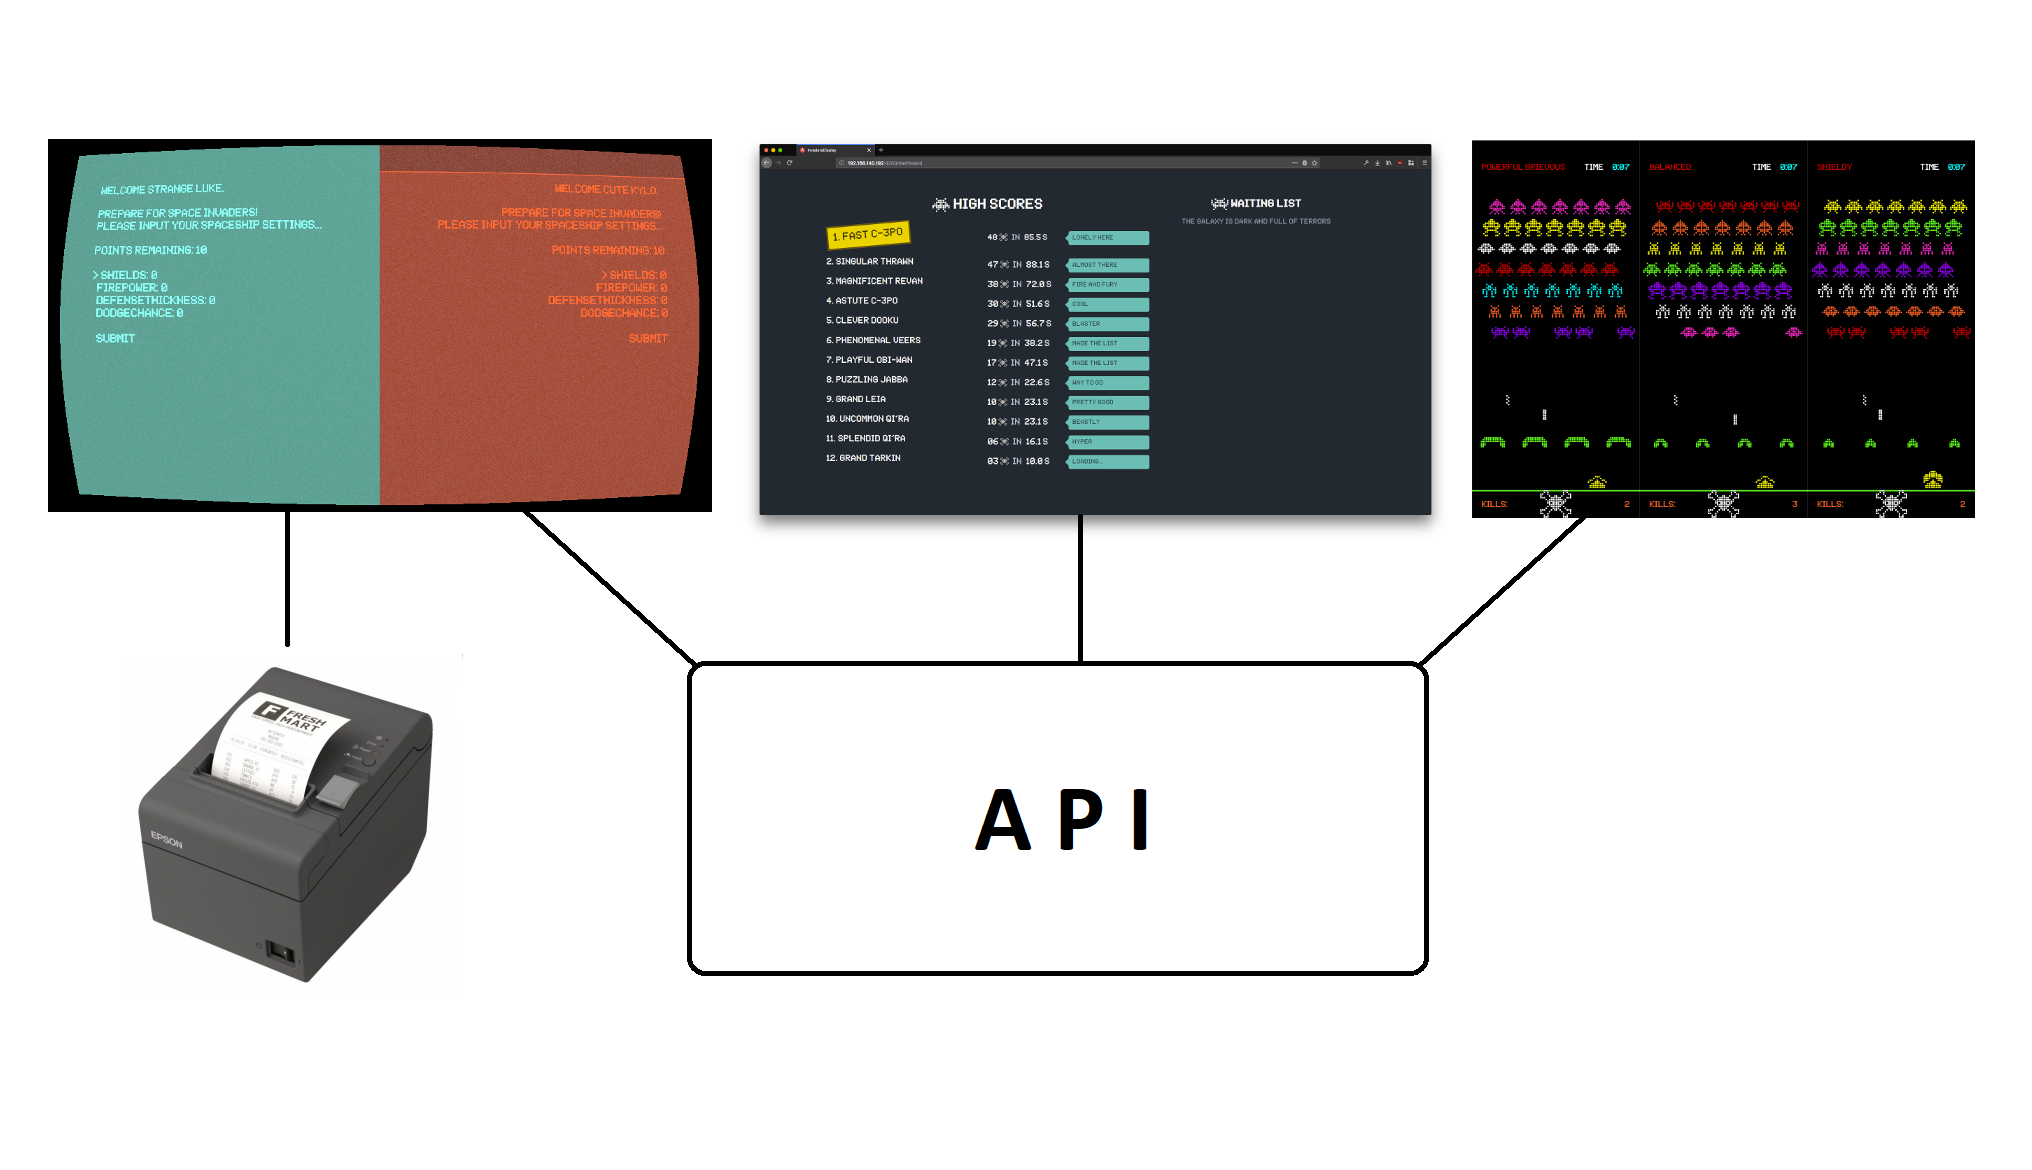 WELCOME STRANGE LUKE.
PREPARE FOR SPACE INVADERS!
PLEASE INPUT YOUR SPACESHIP SETTINGS...
POINTS REMAINING: 10
> SHIELDS: 0
FIREPOWER: 0
DEFENSETHICKNESS: 0
DODGECHANCE: 0
SUBMIT
WELCOME CUTE KYLO.
PREPARE FOR SPACE INVADERS!
PLEASE INPUT YOUR SPACESHIP SETTINGS...
POINTS REMAINING: 10
> SHIELDS: 0
FIREPOWER: 0
DEFENSETHICKNESS: 0
DODGECHANCE: 0
SUBMIT
InvadersDisplay
192.168.140.192:4200/dashboard
HIGH SCORES
1. FAST C-3PO 48 IN 85.5 S LONELY HERE
2. SINGULAR THRAWN 47 IN 88.1 S ALMOST THERE
3. MAGNIFICENT REVAN 38 IN 72.0 S FIRE AND FURY
4. ASTUTE C-3PO 30 IN 51.6 S COOL
5. CLEVER DOOKU 29 IN 56.7 S BLASTER
6. PHENOMENAL VEERS 19 IN 38.2 S MADE THE LIST
7. PLAYFUL OBI-WAN 17 IN 47.1 S MADE THE LIST
8. PUZZLING JABBA 12 IN 22.6 S WAY TO GO
9. GRAND LEIA 10 IN 23.1 S PRETTY GOOD
10. UNCOMMON QI'RA 10 IN 23.1 S BEASTLY
11. SPLENDID QI'RA 06 IN 16.1 S HYPER
12. GRAND TARKIN 03 IN 10.0 S LOADING...
WAITING LIST
THE GALAXY IS DARK AND FULL OF TERRORS
POWERFUL GRIEVOUS TIME 0:07
BALANCED TIME 0:07
SHIELDY TIME 0:07
KILLS: 2
KILLS: 3
KILLS: 2
F FRESH
MART
EPSON
API